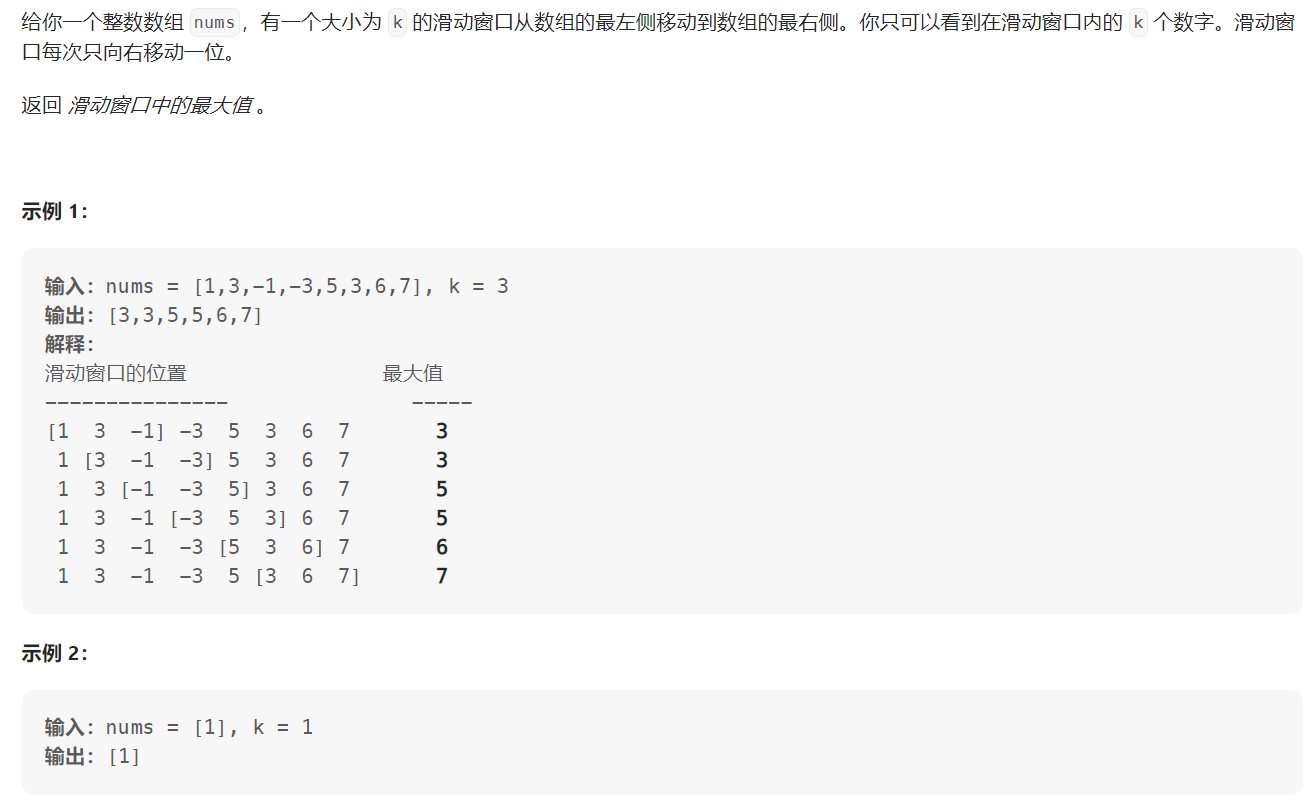 给你一个整数数组 nums，有一个大小为 k 的滑动窗口从数组的最左侧移动到数组的最右侧。你只可以看到在滑动窗口内的 k 个数字。滑动窗
口每次只向右移动一位。
返回 滑动窗口中的最大值 。
示例 1：
输入：nums = [1,3,-1,-3,5,3,6,7], k = 3
输出：[3,3,5,5,6,7]
解释：
滑动窗口的位置                最大值
---------------               -----
[1  3  -1] -3  5  3  6  7       3
 1 [3  -1  -3] 5  3  6  7       3
 1  3 [-1  -3  5] 3  6  7       5
 1  3  -1 [-3  5  3] 6  7       5
 1  3  -1  -3 [5  3  6] 7       6
 1  3  -1  -3  5 [3  6  7]      7
示例 2：
输入：nums = [1], k = 1
输出：[1]